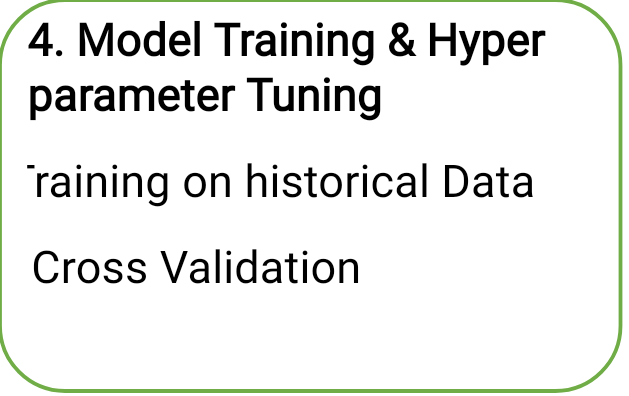 4. Model Training & Hyper
parameter Tuning
Training on historical Data
Cross Validation